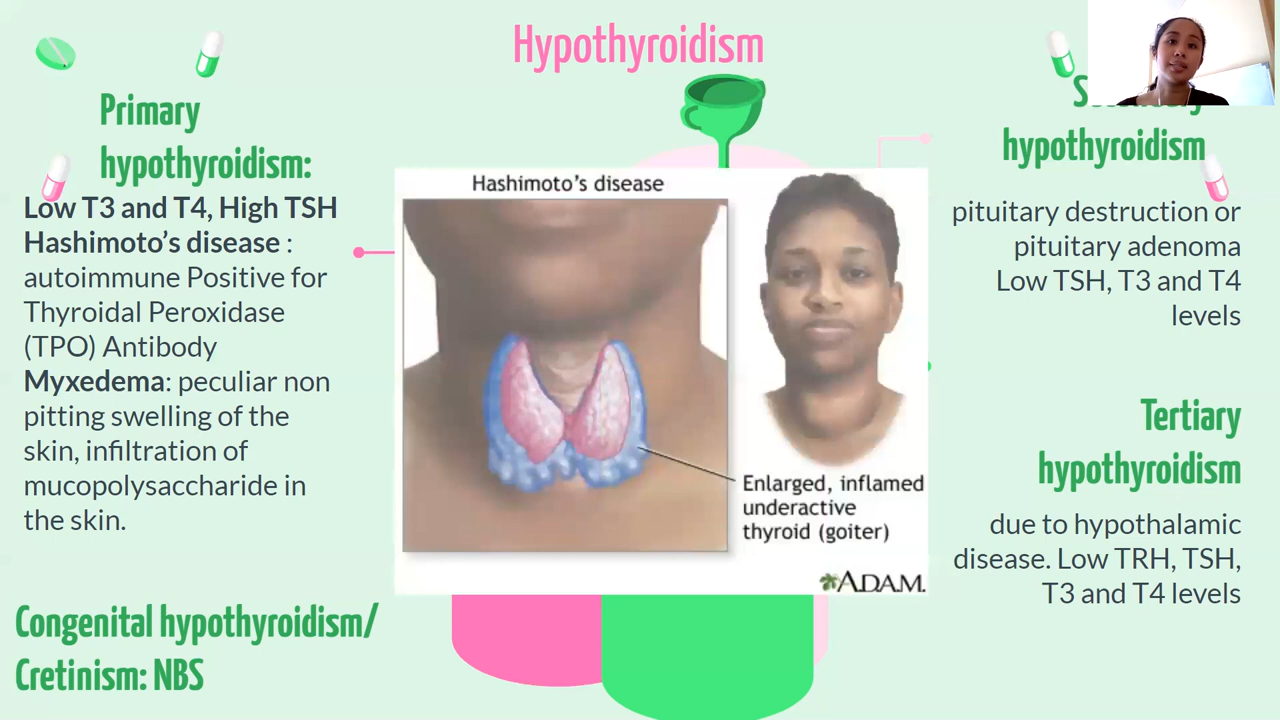 Hypothyroidism
Primary
hypothyroidism:
Low T3 and T4, High TSH
Hashimoto's disease :
autoimmune Positive for
Thyroidal Peroxidase
(TPO) Antibody
Myxedema: peculiar non
pitting swelling of the
skin, infiltration of
mucopolysaccharide in
the skin.
Congenital hypothyroidism/
Cretinism: NBS
Hashimoto's disease
Enlarged, inflamed
underactive
thyroid (goiter)
ADAM.
hypothyroidism
pituitary destruction or
pituitary adenoma
Low TSH, T3 and T4
levels
Tertiary
hypothyroidism
due to hypothalamic
disease. Low TRH, TSH,
T3 and T4 levels